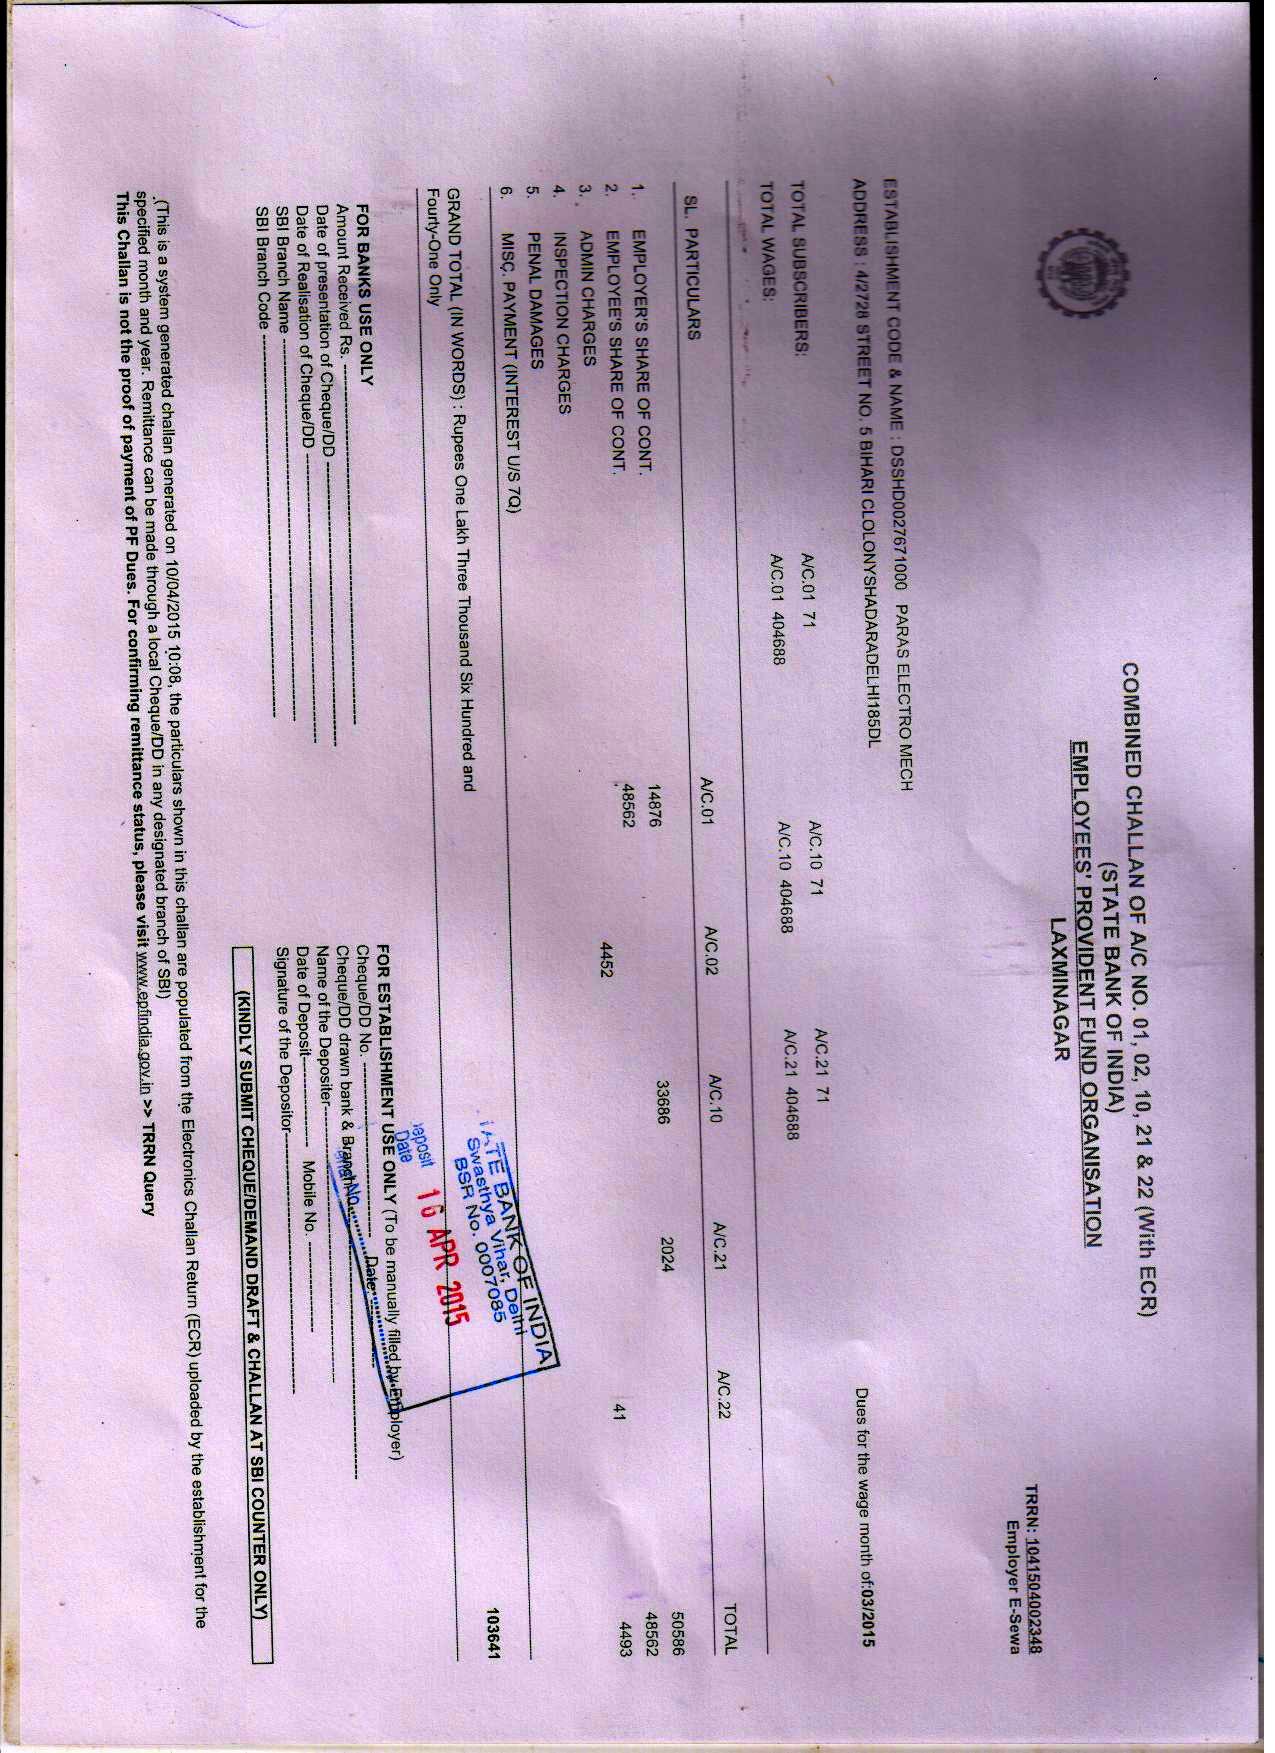 COMBINED CHALLAN OF A/C NO. 01, 02, 10, 21 & 22 (With ECR)
(STATE BANK OF INDIA)
EMPLOYEES' PROVIDENT FUND ORGANISATION
LAXMINAGAR
TRRN: 1041504002348
Employer E-Sewa
ESTABLISHMENT CODE & NAME : DSSHD0027671000 PARAS ELECTRO MECH
ADDRESS : 4/2728 STREET NO. 5 BIHARI CLOLONYSHADARADELHI185DL Dues for the wage month of:03/2015
TOTAL SUBSCRIBERS: A/C.01 71 A/C.10 71 A/C.21 71
TOTAL WAGES: A/C.01 404688 A/C.10 404688 A/C.21 404688
SL. PARTICULARS A/C.01 A/C.02 A/C.10 A/C.21 A/C.22 TOTAL
1. EMPLOYER'S SHARE OF CONT. 14876 33686 2024 50586
2. EMPLOYEE'S SHARE OF CONT. 48562 48562
3. ADMIN CHARGES 4452 41 4493
4. INSPECTION CHARGES
5. PENAL DAMAGES
6. MISC. PAYMENT (INTEREST U/S 7Q)
103641
GRAND TOTAL (IN WORDS) : Rupees One Lakh Three Thousand Six Hundred and
Fourty-One Only
ATE BANK OF INDIA
Swasthya Vihar, Delhi
BSR No. 0007085
eposit
Date
16 APR 2015
Date
FOR BANKS USE ONLY
Amount Received Rs. ------------------------
Date of presentation of Cheque/DD ------------------------
Date of Realisation of Cheque/DD ------------------------
SBI Branch Name ------------------------
SBI Branch Code ------------------------
FOR ESTABLISHMENT USE ONLY (To be manually filled by Employer)
Cheque/DD No. ------------------------
Cheque/DD drawn bank & Branch ------------------------
Name of the Depositer------------------------
Date of Deposit------------ Mobile No. ------------
Signature of the Depositor------------------------
(KINDLY SUBMIT CHEQUE/DEMAND DRAFT & CHALLAN AT SBI COUNTER ONLY)
.(This is a system generated challan generated on 10/04/2015 10:08, the particulars shown in this challan are populated from the Electronics Challan Return (ECR) uploaded by the establishment for the
specified month and year. Remittance can be made through a local Cheque/DD in any designated branch of SBI)
This Challan is not the proof of payment of PF Dues. For confirming remittance status, please visit www.epfindia.gov.in >> TRRN Query